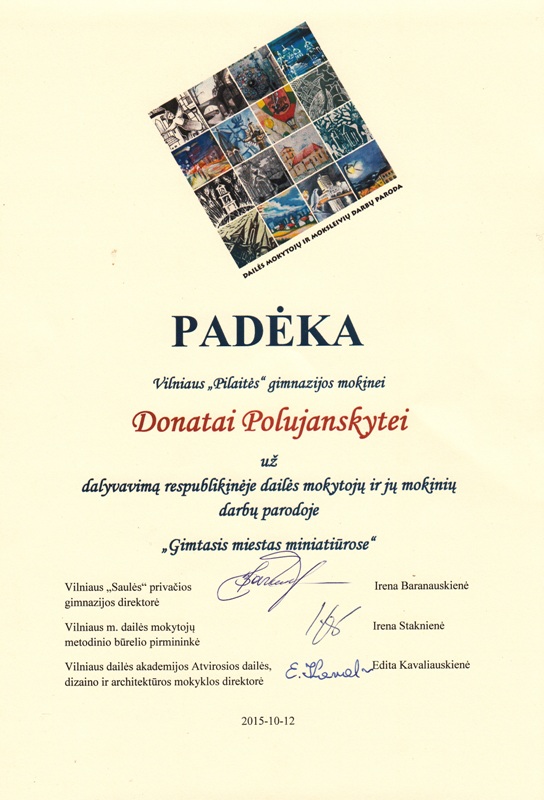 DAILĖS MOKYTOJŲ IR MOKSLEIVIŲ DARBŲ PARODA
PADĖKA
Vilniaus „Pilaitės“ gimnazijos mokinei
Donatai Polujanskytei
už
dalyvavimą respublikinėje dailės mokytojų ir jų mokinių
darbų parodoje
„Gimtasis miestas miniatiūrose“
Vilniaus „Saulės“ privačios
gimnazijos direktorė
Irena Baranauskienė
Vilniaus m. dailės mokytojų
metodinio būrelio pirmininkė
Irena Staknienė
Vilniaus dailės akademijos Atvirosios dailės,
dizaino ir architektūros mokyklos direktorė
Edita Kavaliauskienė
2015-10-12